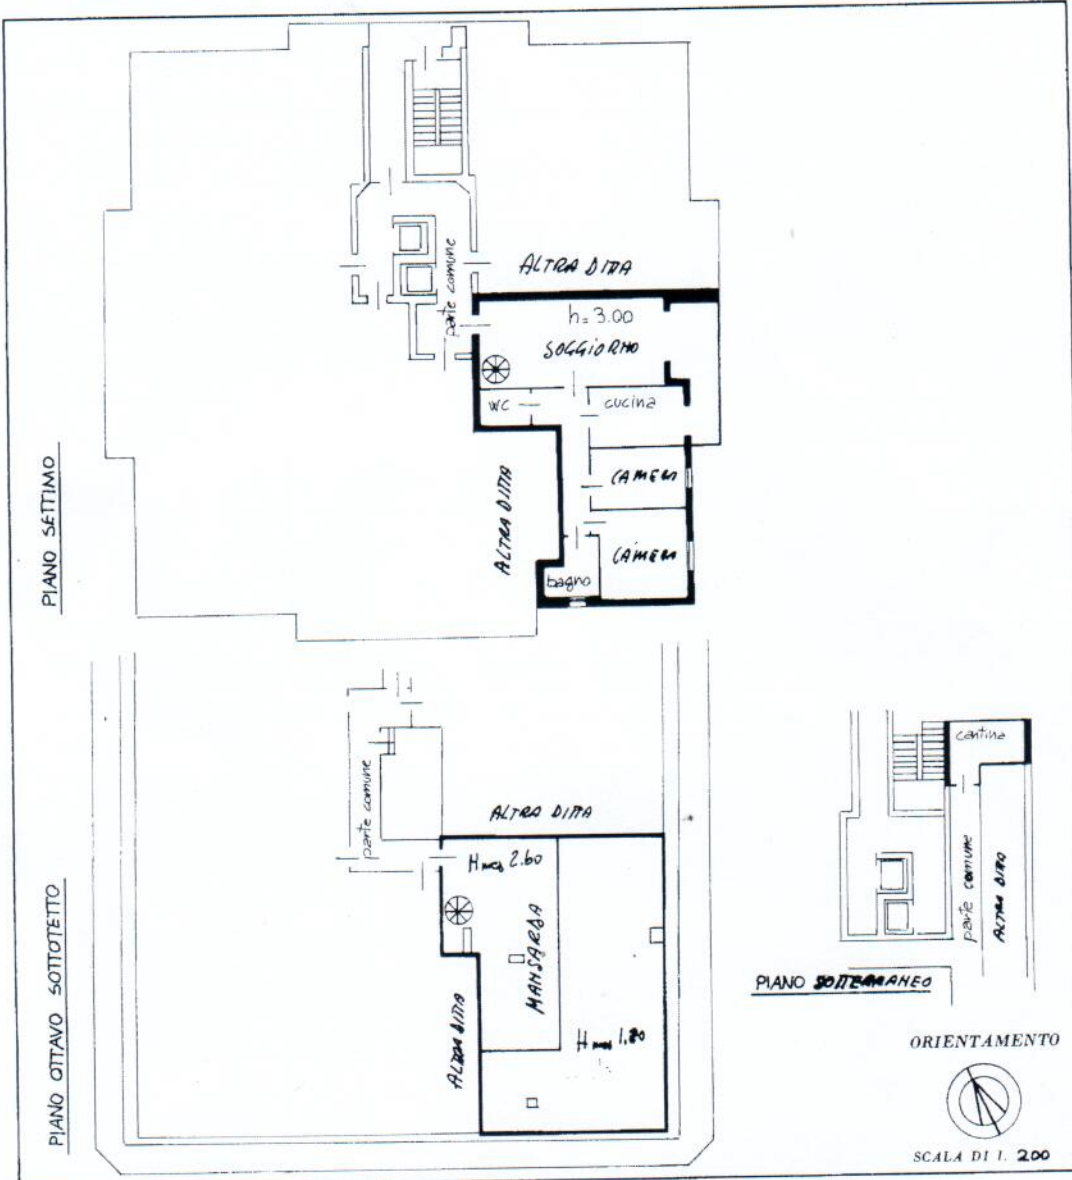 PIANO SETTIMO
parte comune
ALTRA DITTA
h=3.00
SOGGIORNO
WC
cucina
CAMERA
ALTRA DITTA
CAMERA
bagno
PIANO OTTAVO SOTTOTETTO
parte comune
ALTRA DITTA
H 2.60
MANSARDA
ALTRA DITTA
H 1.80
cantina
parte comune
ALTRA DITTA
PIANO SOTTERRANEO
ORIENTAMENTO
SCALA DI 1. 200